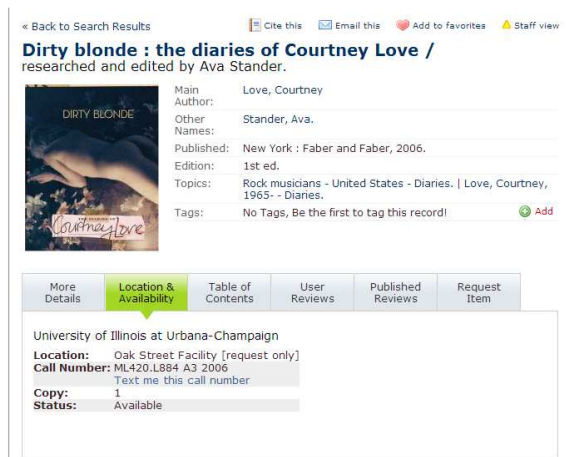 « Back to Search Results
Cite this
Email this
Add to favorites
Staff view
Dirty blonde : the diaries of Courtney Love /
researched and edited by Ava Stander.
DIRTY BLONDE
Courtney Love
Main Author: Love, Courtney
Other Names: Stander, Ava.
Published: New York : Faber and Faber, 2006.
Edition: 1st ed.
Topics: Rock musicians - United States - Diaries. | Love, Courtney,
1965- - Diaries.
Tags: No Tags, Be the first to tag this record!
Add
More Details
Location & Availability
Table of Contents
User Reviews
Published Reviews
Request Item
University of Illinois at Urbana-Champaign
Location: Oak Street Facility [request only]
Call Number: ML420.L884 A3 2006
Text me this call number
Copy: 1
Status: Available